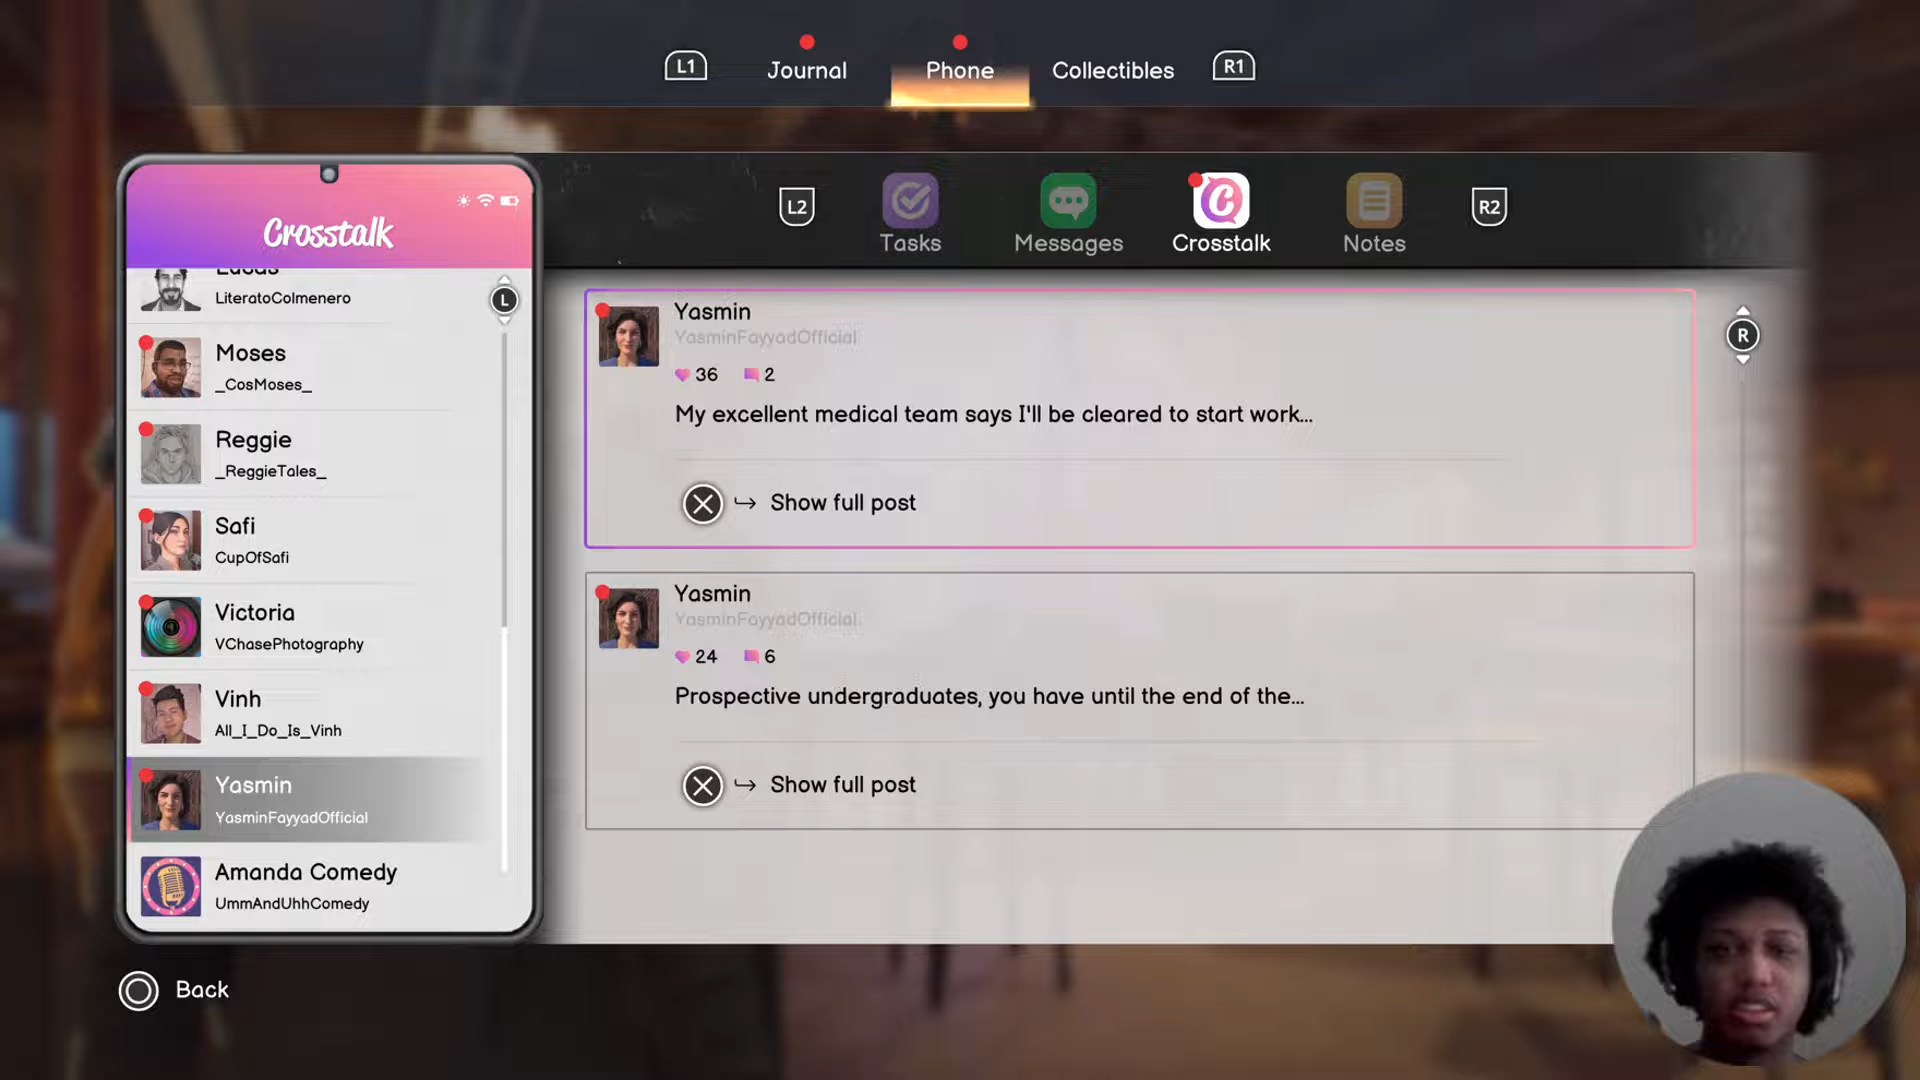 L1
Journal
Phone
Collectibles
R1
Crosstalk
L2
Tasks
Messages
Crosstalk
Notes
R2
Lucas
LiteratoColmenero
L
Moses
_CosMoses_
Reggie
_ReggieTales_
Safi
CupOfSafi
Victoria
VChasePhotography
Vinh
All_I_Do_Is_Vinh
Yasmin
YasminFayyadOfficial
Amanda Comedy
UmmAndUhhComedy
Yasmin
YasminFayyadOfficial
36 2
My excellent medical team says I'll be cleared to start work...
Show full post
R
Yasmin
YasminFayyadOfficial
24 6
Prospective undergraduates, you have until the end of the...
Show full post
Back